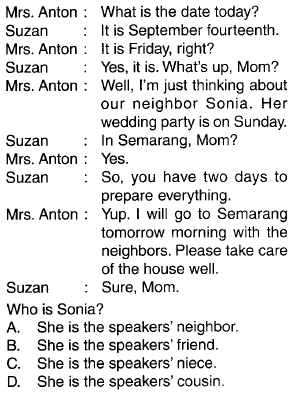 Mrs. Anton : What is the date today?
Suzan : It is September fourteenth.
Mrs. Anton : It is Friday, right?
Suzan : Yes, it is. What's up, Mom?
Mrs. Anton : Well, I'm just thinking about
our neighbor Sonia. Her
wedding party is on Sunday.
Suzan : In Semarang, Mom?
Mrs. Anton : Yes.
Suzan : So, you have two days to
prepare everything.
Mrs. Anton : Yup. I will go to Semarang
tomorrow morning with the
neighbors. Please take care
of the house well.
Suzan : Sure, Mom.
Who is Sonia?
A. She is the speakers' neighbor.
B. She is the speakers' friend.
C. She is the speakers' niece.
D. She is the speakers' cousin.